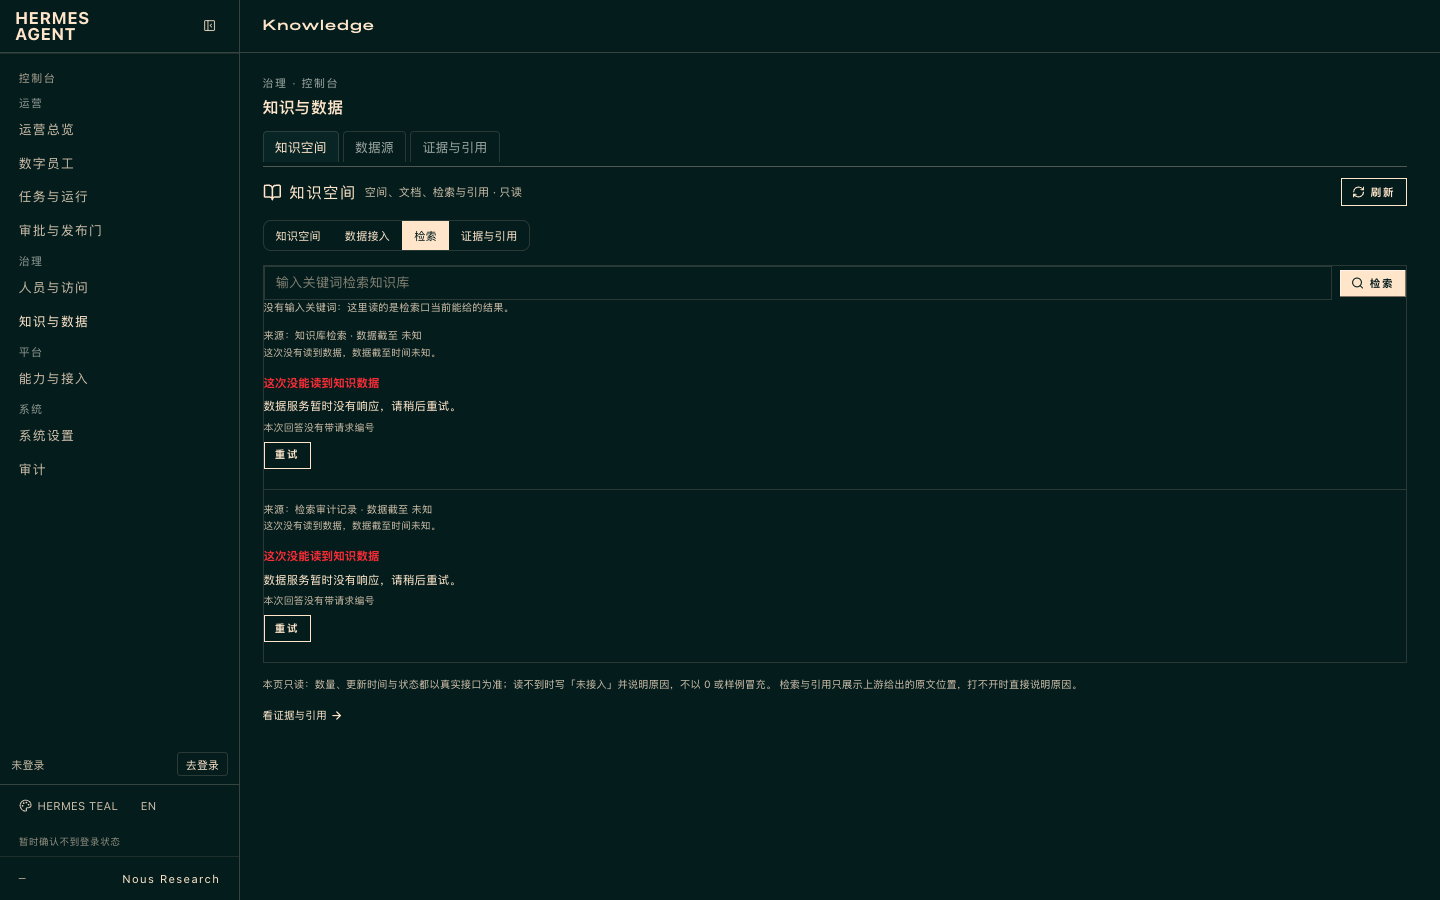 HERMES
AGENT
控制台
运营
运营总览
数字员工
任务与运行
审批与发布门
治理
人员与访问
知识与数据
平台
能力与接入
系统
系统设置
审计
未登录
去登录
HERMES TEAL
EN
暂时确认不到登录状态
—
Nous Research
Knowledge
治理 · 控制台
知识与数据
知识空间
数据源
证据与引用
知识空间
空间、文档、检索与引用 · 只读
刷新
知识空间
数据接入
检索
证据与引用
输入关键词检索知识库
检索
没有输入关键词：这里读的是检索口当前能给的结果。
来源：知识库检索 · 数据截至 未知
这次没有读到数据，数据截至时间未知。
这次没能读到知识数据
数据服务暂时没有响应，请稍后重试。
本次回答没有带请求编号
重试
来源：检索审计记录 · 数据截至 未知
这次没有读到数据，数据截至时间未知。
这次没能读到知识数据
数据服务暂时没有响应，请稍后重试。
本次回答没有带请求编号
重试
本页只读：数量、更新时间与状态都以真实接口为准；读不到时写「未接入」并说明原因，不以 0 或样例冒充。 检索与引用只展示上游给出的原文位置，打不开时直接说明原因。
看证据与引用 →